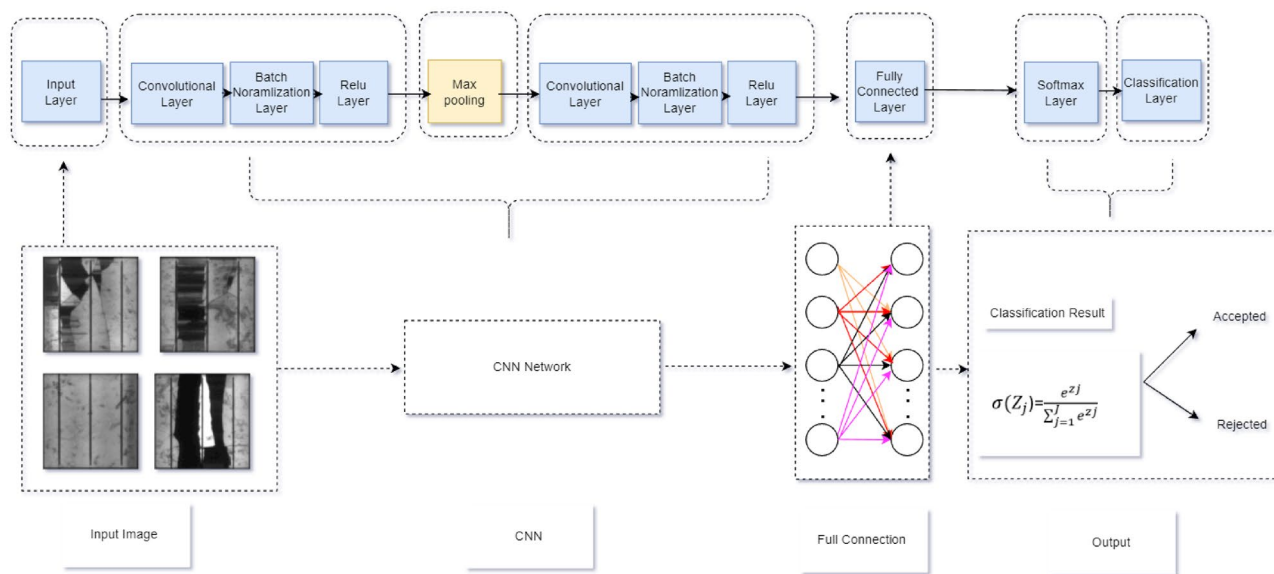 Input
Layer
Convolutional
Layer
Batch
Noramlization
Layer
Relu
Layer
Max
pooling
Convolutional
Layer
Batch
Noramlization
Layer
Relu
Layer
Fully
Connected
Layer
Softmax
Layer
Classification
Layer
CNN Network
Classification Result
σ(Z_j)=e^{zj}/∑_{j=1}^{j} e^{zj}
Accepted
Rejected
Input Image
CNN
Full Connection
Output